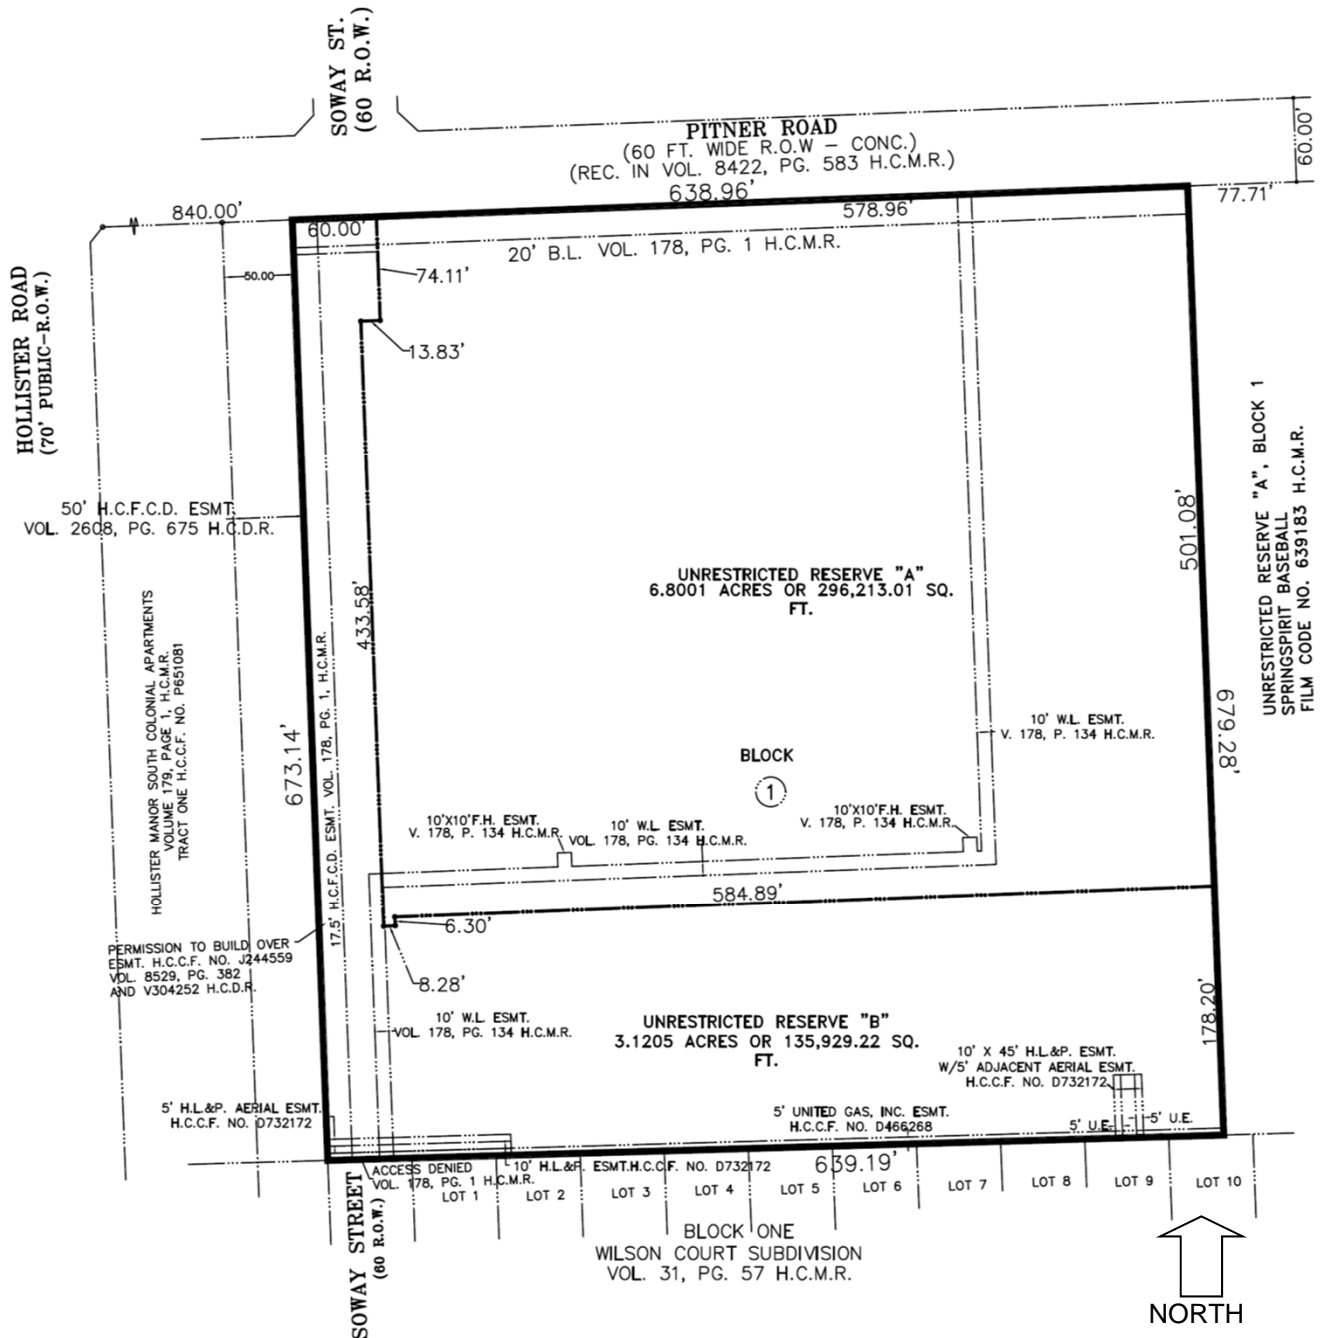 SOWAY ST.
(60 R.O.W.)
PITNER ROAD
(60 FT. WIDE R.O.W - CONC.)
(REC. IN VOL. 8422, PG. 583 H.C.M.R.)
60.00'
638.96'
840.00'
60.00'
578.96'
77.71'
20' B.L. VOL. 178, PG. 1 H.C.M.R.
50.00
74.11'
13.83'
HOLLISTER ROAD
(70' PUBLIC-R.O.W.)
50' H.C.F.C.D. ESMT.
VOL. 2608, PG. 675 H.C.D.R.
433.58'
UNRESTRICTED RESERVE "A"
6.8001 ACRES OR 296,213.01 SQ.
FT.
501.08'
UNRESTRICTED RESERVE "A", BLOCK 1
SPRINGSPIRIT BASEBALL
FILM CODE NO. 639183 H.C.M.R.
HOLLISTER MANOR SOUTH COLONIAL APARTMENTS
VOLUME 179, PAGE 1, H.C.M.R.
TRACT ONE H.C.C.F. NO. P651081
673.14'
17.5' H.C.F.C.D. ESMT. VOL. 178, PG. 1, H.C.M.R.
679.28'
10' W.L. ESMT.
V. 178, P. 134 H.C.M.R.
BLOCK
1
10'X10'F.H. ESMT.
V. 178, P. 134 H.C.M.R.
10' W.L. ESMT.
VOL. 178, PG. 134 H.C.M.R.
10'X10'F.H. ESMT.
V. 178, P. 134 H.C.M.R.
584.89'
6.30'
8.28'
PERMISSION TO BUILD OVER
ESMT. H.C.C.F. NO. J244559
VOL. 8529, PG. 382
AND V304252 H.C.D.R.
10' W.L. ESMT.
VOL. 178, PG. 134 H.C.M.R.
UNRESTRICTED RESERVE "B"
3.1205 ACRES OR 135,929.22 SQ.
FT.
178.20'
10' X 45' H.L.&P. ESMT.
W/5' ADJACENT AERIAL ESMT.
H.C.C.F. NO. D732172
5' H.L.&P. AERIAL ESMT.
H.C.C.F. NO. D732172
5' UNITED GAS, INC. ESMT.
H.C.C.F. NO. D466268
5' U.E.
5' U.E.
ACCESS DENIED
VOL. 178, PG. 1 H.C.M.R.
10' H.L.&P. ESMT.H.C.C.F. NO. D732172
639.19'
LOT 1
LOT 2
LOT 3
LOT 4
LOT 5
LOT 6
LOT 7
LOT 8
LOT 9
LOT 10
SOWAY STREET
(60 R.O.W.)
BLOCK ONE
WILSON COURT SUBDIVISION
VOL. 31, PG. 57 H.C.M.R.
NORTH